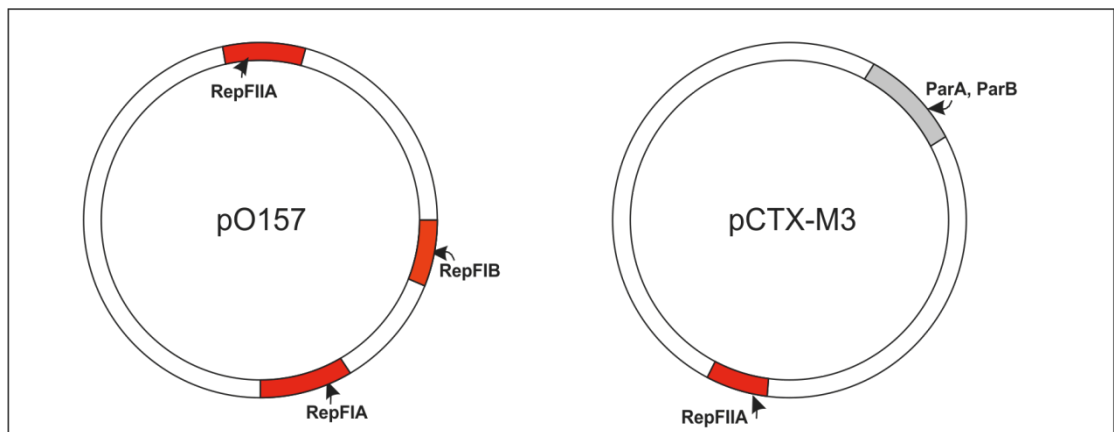 RepFIIA
pO157
RepFIB
RepFIA
ParA, ParB
pCTX-M3
RepFIIA